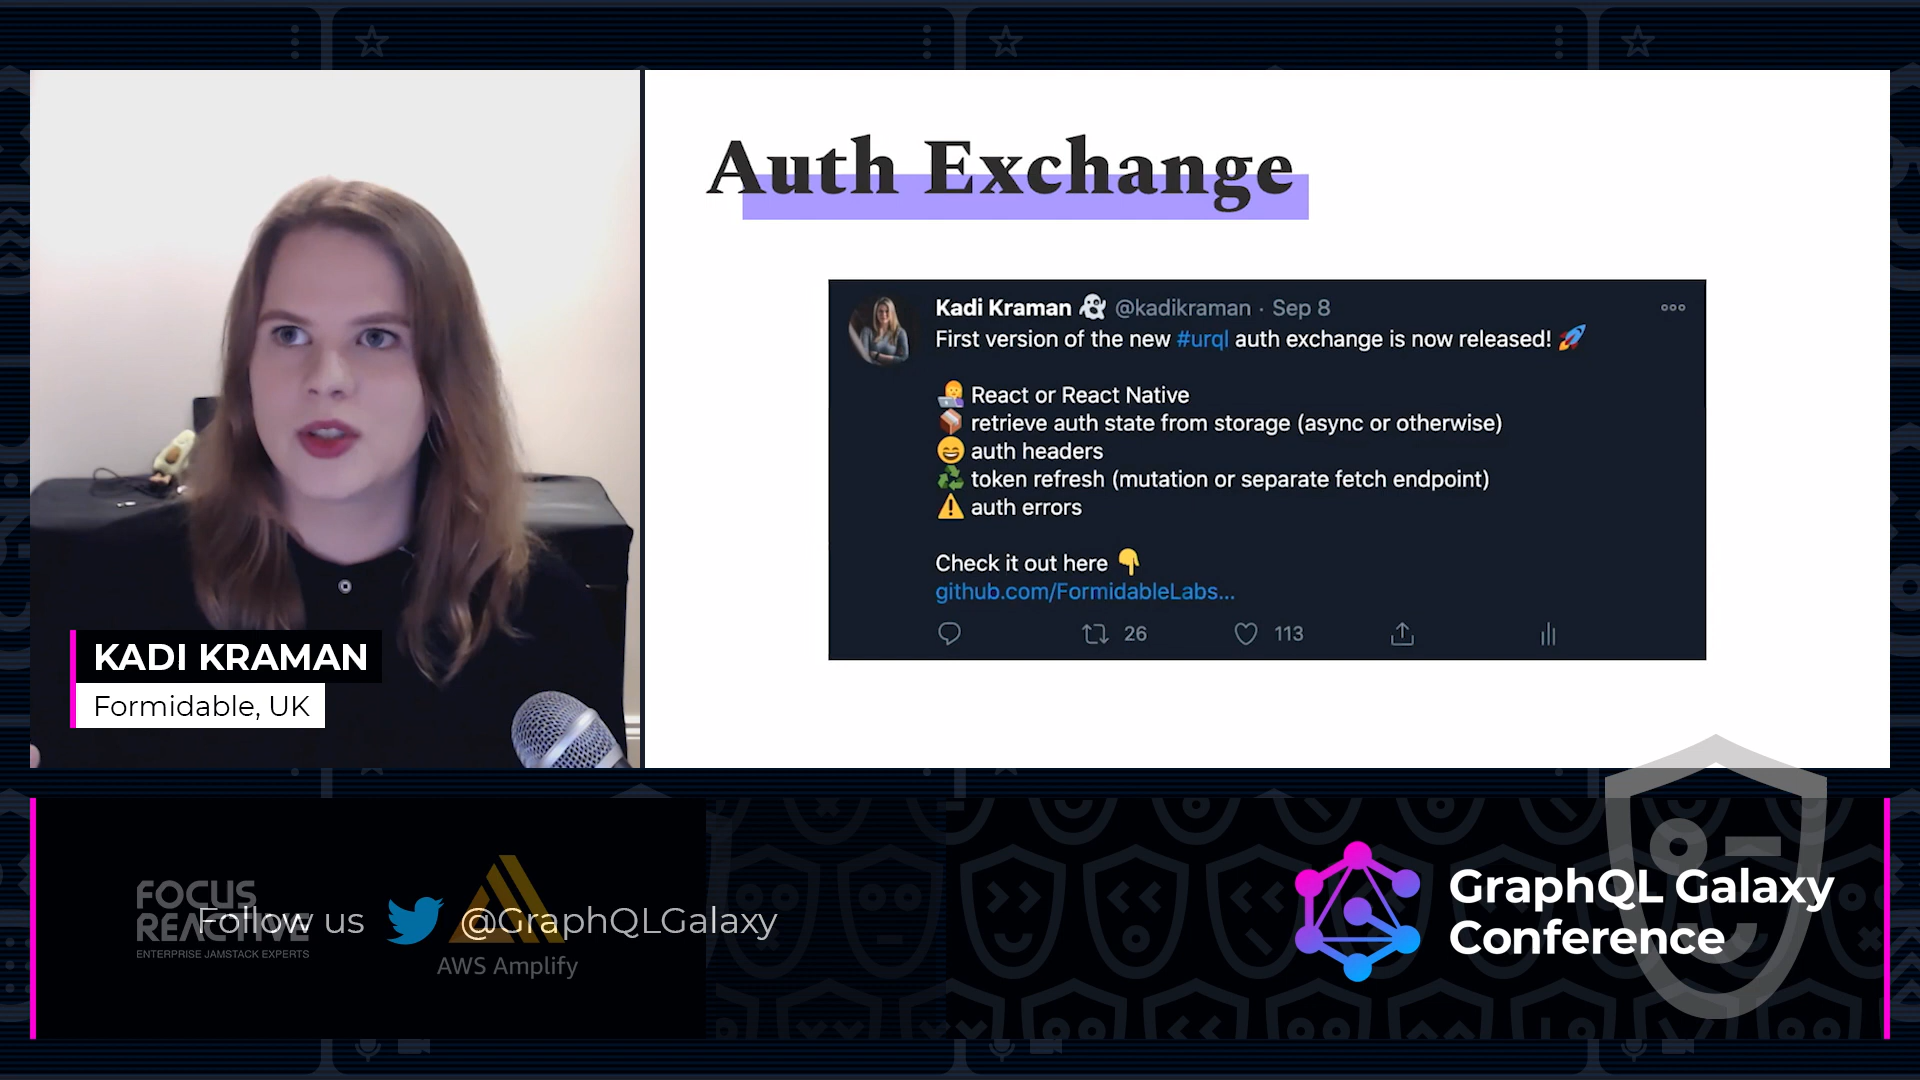 Auth Exchange
Kadi Kraman 👻 @kadikraman · Sep 8
First version of the new #urql auth exchange is now released! 🚀
👩‍💻 React or React Native
📦 retrieve auth state from storage (async or otherwise)
😄 auth headers
♻️ token refresh (mutation or separate fetch endpoint)
⚠️ auth errors
Check it out here 👇
github.com/FormidableLabs...
26
113
KADI KRAMAN
Formidable, UK
FOCUS
REACTIVE
ENTERPRISE JAMSTACK EXPERTS
Follow us @GraphQLGalaxy
AWS Amplify
GraphQL Galaxy
Conference